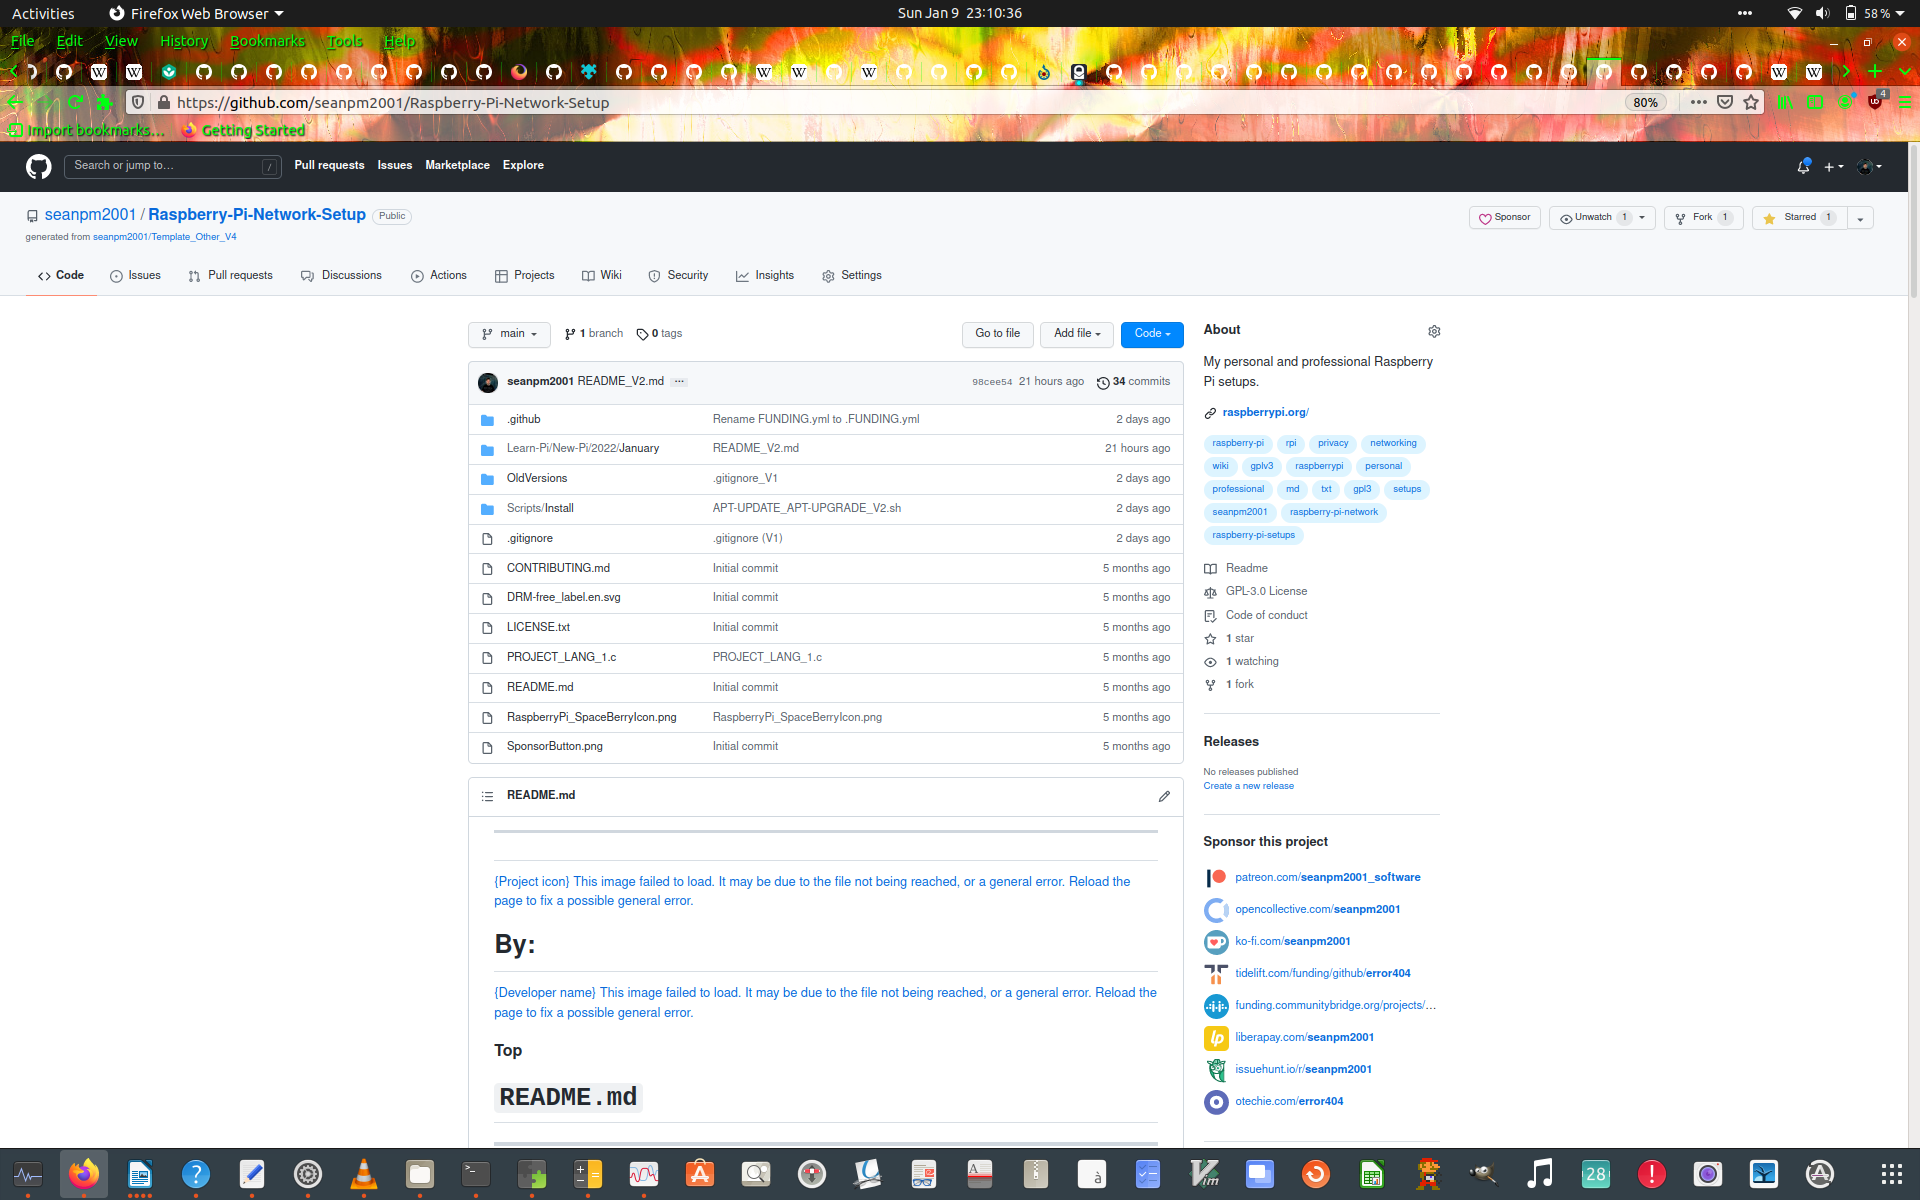 Activities Firefox Web Browser Sun Jan 9 23:10:36 58 %
File Edit View History Bookmarks Tools Help
https://github.com/seanpm2001/Raspberry-Pi-Network-Setup 80% 4
Import bookmarks... Getting Started
Search or jump to... / Pull requests Issues Marketplace Explore
seanpm2001 / Raspberry-Pi-Network-Setup Public Sponsor Unwatch 1 Fork 1 Starred 1
generated from seanpm2001/Template_Other_V4
Code Issues Pull requests Discussions Actions Projects Wiki Security Insights Settings
main 1 branch 0 tags Go to file Add file Code
seanpm2001 README_V2.md ... 98cee54 21 hours ago 34 commits
.github Rename FUNDING.yml to .FUNDING.yml 2 days ago
Learn-Pi/New-Pi/2022/January README_V2.md 21 hours ago
OldVersions .gitignore_V1 2 days ago
Scripts/Install APT-UPDATE_APT-UPGRADE_V2.sh 2 days ago
.gitignore .gitignore (V1) 2 days ago
CONTRIBUTING.md Initial commit 5 months ago
DRM-free_label.en.svg Initial commit 5 months ago
LICENSE.txt Initial commit 5 months ago
PROJECT_LANG_1.c PROJECT_LANG_1.c 5 months ago
README.md Initial commit 5 months ago
RaspberryPi_SpaceBerryIcon.png RaspberryPi_SpaceBerryIcon.png 5 months ago
SponsorButton.png Initial commit 5 months ago
README.md
{Project icon} This image failed to load. It may be due to the file not being reached, or a general error. Reload the
page to fix a possible general error.
By:
{Developer name} This image failed to load. It may be due to the file not being reached, or a general error. Reload the
page to fix a possible general error.
Top
README.md
About
My personal and professional Raspberry
Pi setups.
raspberrypi.org/
raspberry-pi rpi privacy networking
wiki gplv3 raspberrypi personal
professional md txt gpl3 setups
seanpm2001 raspberry-pi-network
raspberry-pi-setups
Readme
GPL-3.0 License
Code of conduct
1 star
1 watching
1 fork
Releases
No releases published
Create a new release
Sponsor this project
patreon.com/seanpm2001_software
opencollective.com/seanpm2001
ko-fi.com/seanpm2001
tidelift.com/funding/github/error404
funding.communitybridge.org/projects/...
liberapay.com/seanpm2001
issuehunt.io/r/seanpm2001
otechie.com/error404
28